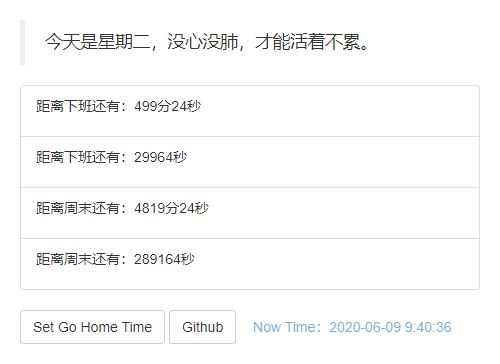 今天是星期二，没心没肺，才能活着不累。
距离下班还有：499分24秒
距离下班还有：29964秒
距离周末还有：4819分24秒
距离周末还有：289164秒
Set Go Home Time Github Now Time：2020-06-09 9:40:36